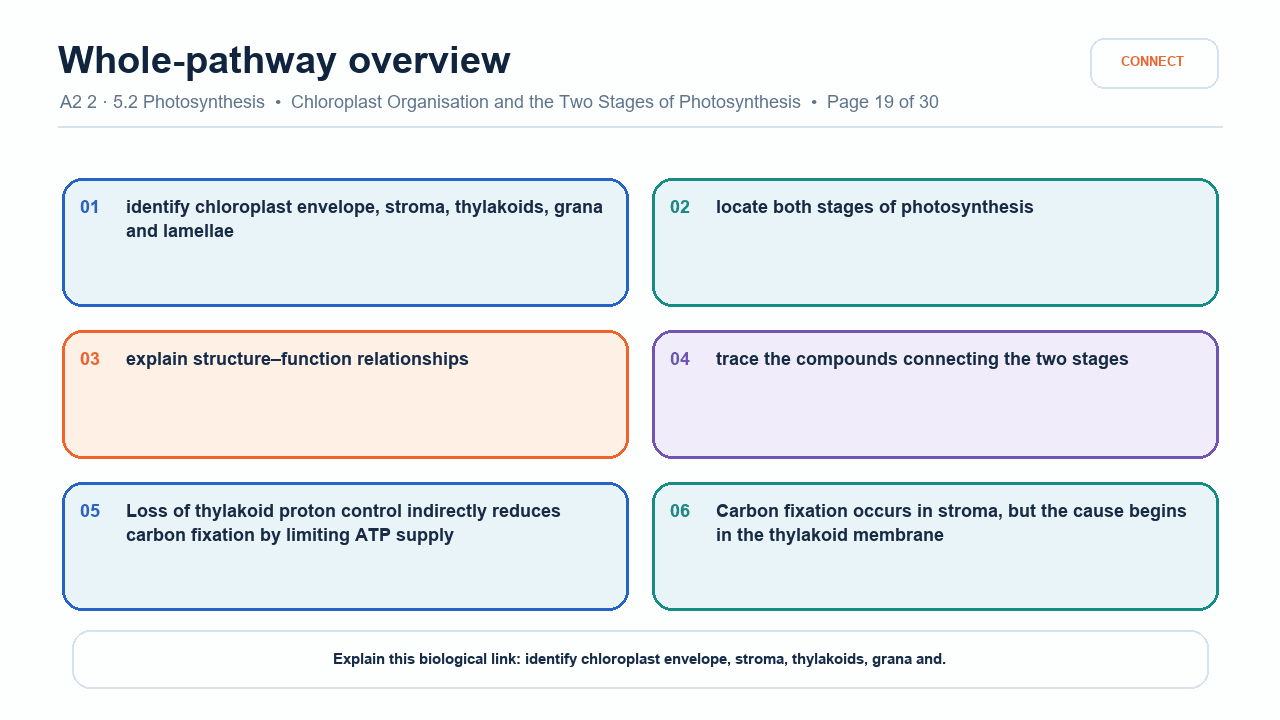 Whole-pathway overview
CONNECT
A2 2 · 5.2 Photosynthesis • Chloroplast Organisation and the Two Stages of Photosynthesis • Page 19 of 30
01 identify chloroplast envelope, stroma, thylakoids, grana
and lamellae
02 locate both stages of photosynthesis
03 explain structure–function relationships
04 trace the compounds connecting the two stages
05 Loss of thylakoid proton control indirectly reduces
carbon fixation by limiting ATP supply
06 Carbon fixation occurs in stroma, but the cause begins
in the thylakoid membrane
Explain this biological link: identify chloroplast envelope, stroma, thylakoids, grana and.